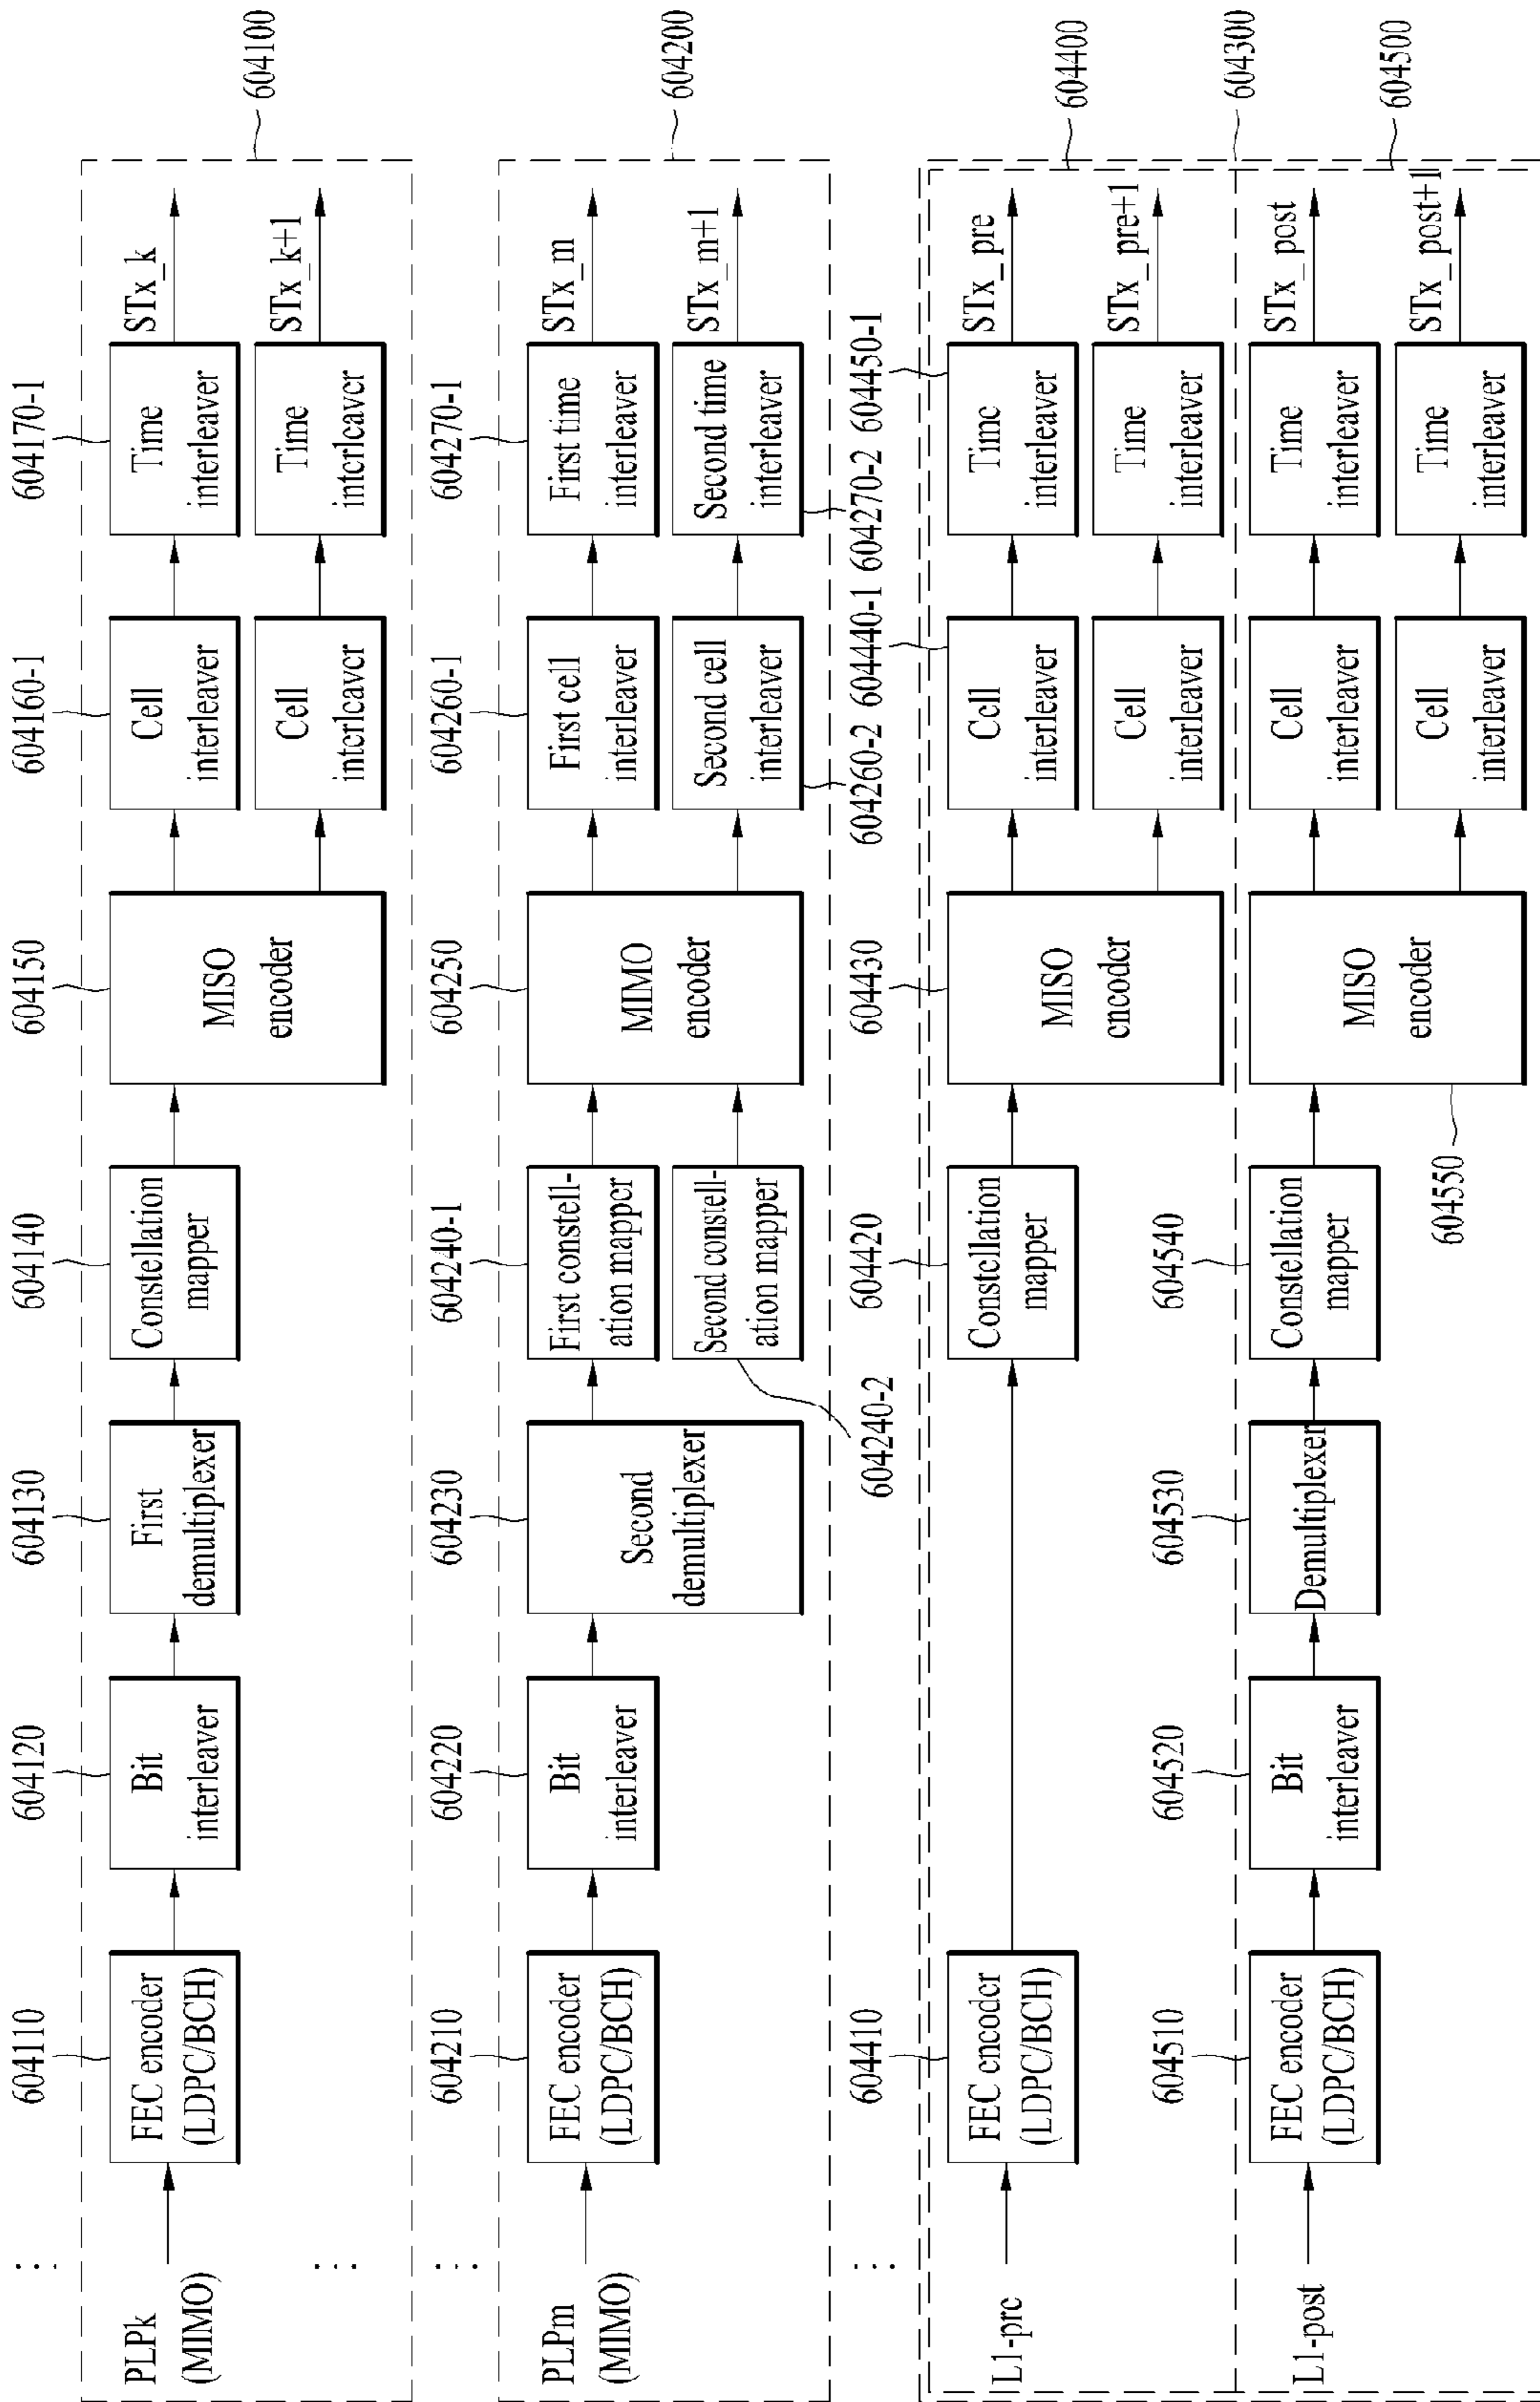 604110
604120
604130
604140
604150
604160-1
604170-1
PLPk
(MIMO)
FEC encoder
(LDPC/BCH)
Bit
interleaver
First
demultiplexer
Constellation
mapper
MISO
encoder
Cell
interleaver
Time
interleaver
STx_k
Cell
interleaver
Time
interleaver
STx_k+1
604100
604210
604220
604230
604240-1
604250
604260-1
604270-1
PLPm
(MIMO)
FEC encoder
(LDPC/BCH)
Bit
interleaver
Second
demultiplexer
First constell-
ation mapper
Second constell-
ation mapper
MIMO
encoder
First cell
interleaver
First time
interleaver
STx_m
Second cell
interleaver
Second time
interleaver
STx_m+1
604200
604240-2
604260-2
604270-2
604410
604420
604430
604440-1
604450-1
L1-pre
FEC encoder
(LDPC/BCH)
Constellation
mapper
MISO
encoder
Cell
interleaver
Time
interleaver
STx_pre
Cell
interleaver
Time
interleaver
STx_pre+1
604400
604300
604510
604520
604530
604540
L1-post
FEC encoder
(LDPC/BCH)
Bit
interleaver
Demultiplexer
Constellation
mapper
MISO
encoder
Cell
interleaver
Time
interleaver
STx_post
Cell
interleaver
Time
interleaver
STx_post+1
604500
604550